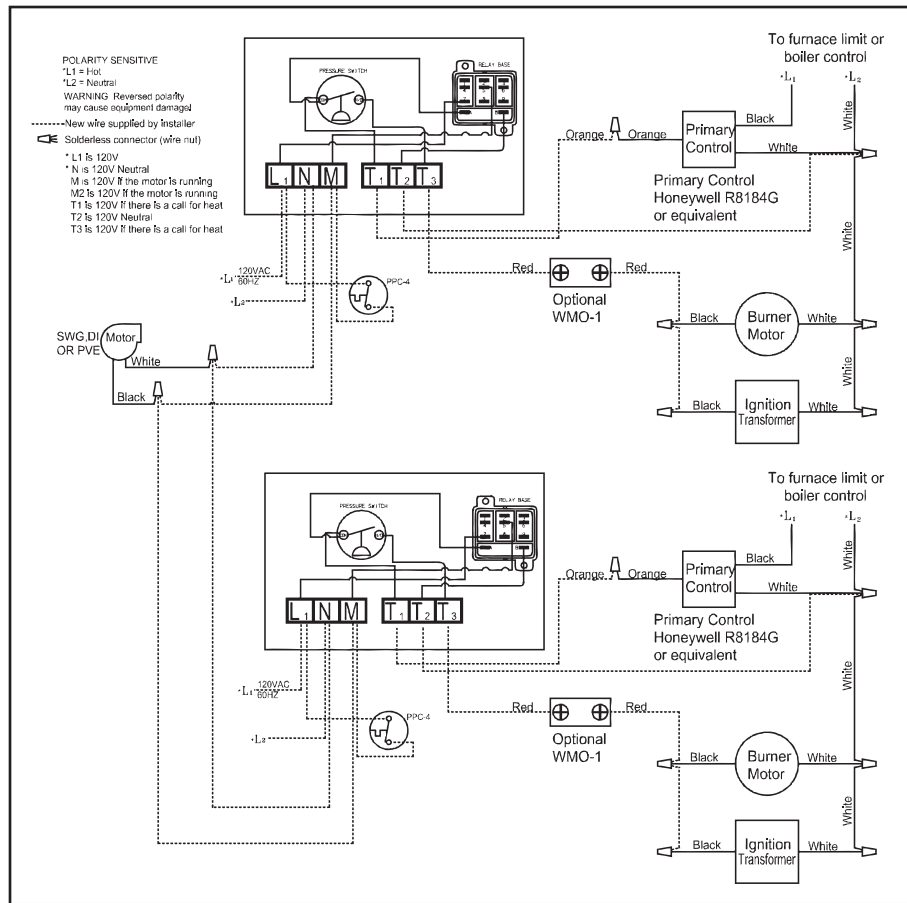 POLARITY SENSITIVE
*L1 = Hot
*L2 = Neutral
WARNING Reversed polarity
may cause equipment damage!
New wire supplied by installer
Solderless connector (wire nut)
* L1 is 120V
* N is 120V Neutral
M is 120V if the motor is running
M2 is 120V if the motor is running
T1 is 120V if there is a call for heat
T2 is 120V Neutral
T3 is 120V if there is a call for heat
PRESSURE SWITCH
RELAY BASE
L1 N M T1 T2 T3
To furnace limit or
boiler control
*L1 *L2
Black
White
Orange Orange
Primary
Control
White
Primary Control
Honeywell R8184G
or equivalent
White
*L1 120VAC
60HZ
*L2
PPC-4
Red Red
Optional
WMO-1
SWG,DI
OR PVE
Motor
White
Black
Black
Burner
Motor
White
White
Black
Ignition
Transformer
White
PRESSURE SWITCH
RELAY BASE
L1 N M T1 T2 T3
To furnace limit or
boiler control
*L1 *L2
Black
White
Orange Orange
Primary
Control
White
Primary Control
Honeywell R8184G
or equivalent
White
*L1 120VAC
60HZ
*L2
PPC-4
Red Red
Optional
WMO-1
Black
Burner
Motor
White
White
Black
Ignition
Transformer
White